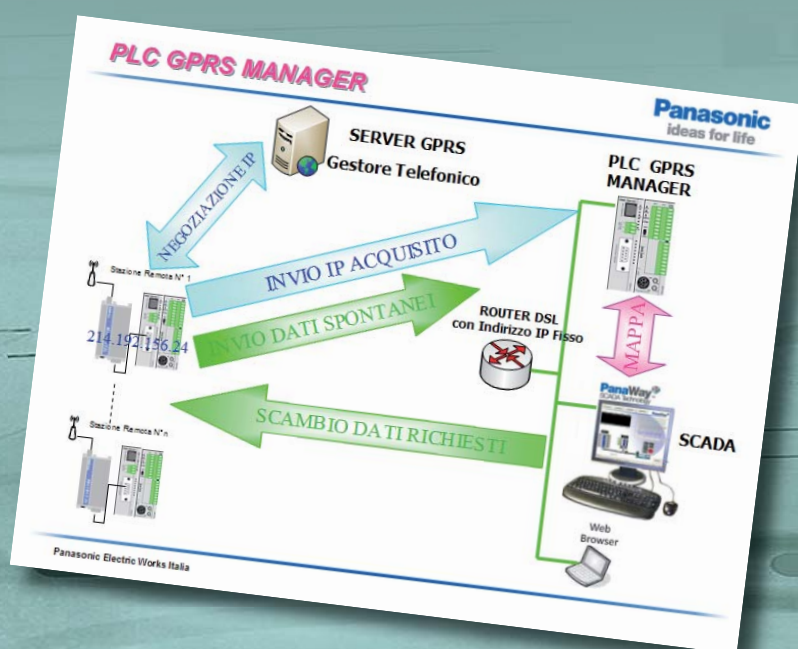 PLC GPRS MANAGER
Panasonic
ideas for life
SERVER GPRS
Gestore Telefonico
PLC GPRS
MANAGER
NEGOZIAZIONE IP
INVIO IP ACQUISITO
Stazione Remota N° 1
214.192.156.24
INVIO DATI SPONTANEI
ROUTER DSL
con Indirizzo IP Fisso
MAPPA
PanaWay
SCADA Technology
SCADA
SCAMBIO DATI RICHIESTI
Stazione Remota N°n
Web
Browser
Panasonic Electric Works Italia